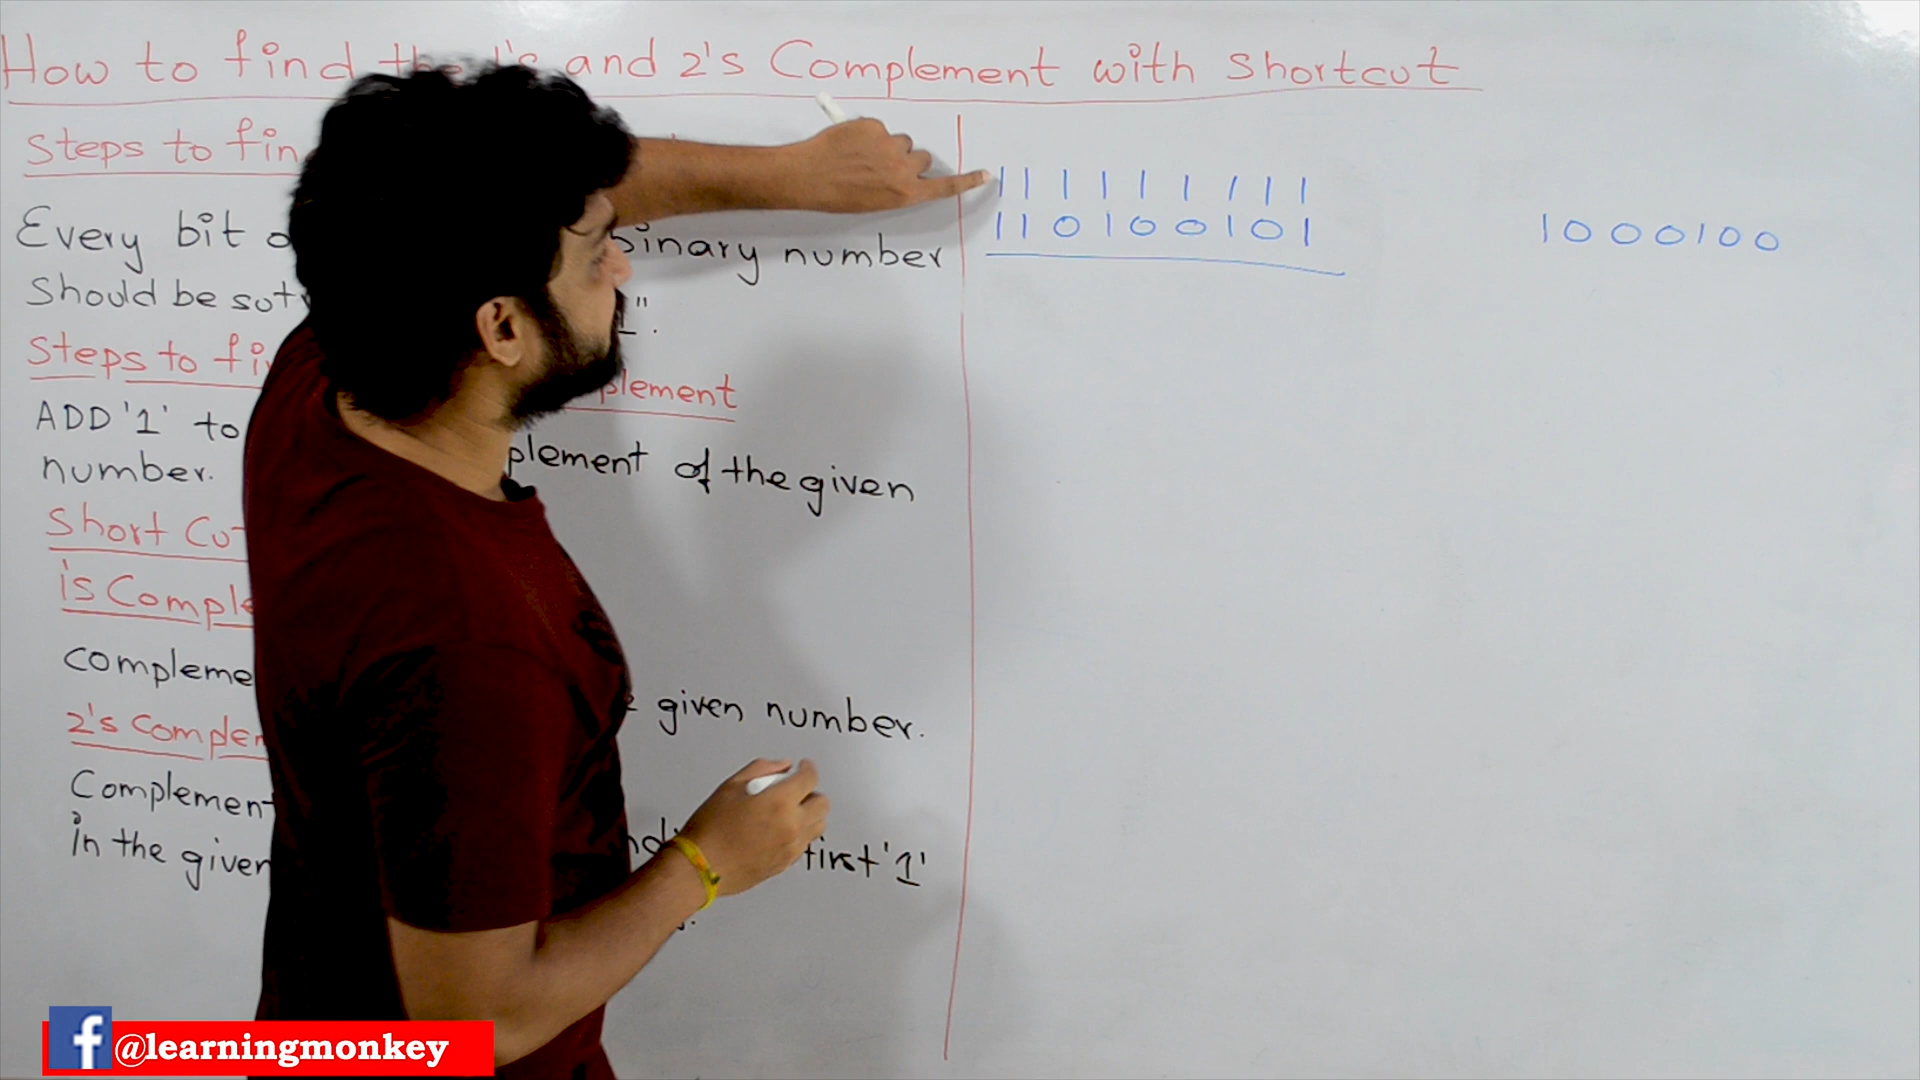 How to find the 1's and 2's Complement with Shortcut
Steps to fin
Every bit binary number
Should be 1".
Steps to fi plement
ADD '1' to plement of the given
number.
Short Cut
1s Comple
Compleme given number.
2's Complem
Complement
in the given first '1'
1 1 1 1 1 1 1 1 1
1 1 0 1 0 0 1 0 1
1 0 0 0 1 0 0
@learningmonkey